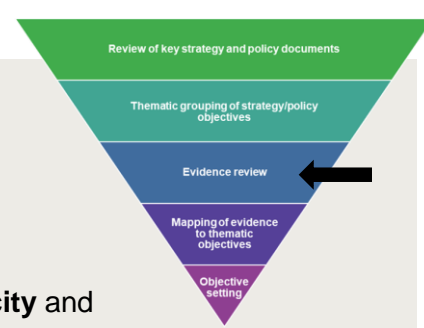 Review of key strategy and policy documents
Thematic grouping of strategy/policy
objectives
Evidence review
Mapping of evidence
to thematic
objectives
Objective
setting
and